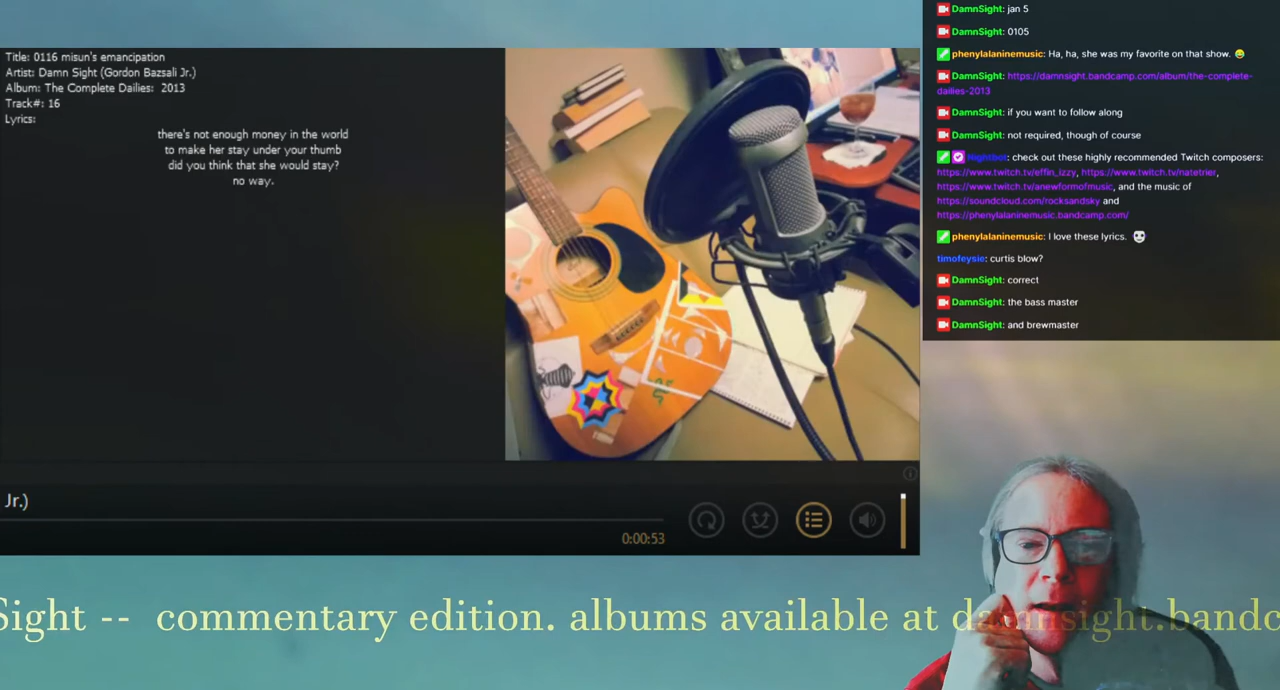 Title: 0116 misun's emancipation
Artist: Damn Sight (Gordon Bazsali Jr.)
Album: The Complete Dailies:  2013
Track#: 16
Lyrics:
there's not enough money in the world
to make her stay under your thumb
did you think that she would stay?
no way.
Jr.)
0:00:53
DamnSight: jan 5
DamnSight: 0105
phenylalaninemusic: Ha, ha, she was my favorite on that show. 😅
DamnSight: https://damnsight.bandcamp.com/album/the-complete-
dailies-2013
DamnSight: if you want to follow along
DamnSight: not required, though of course
Nightbot: check out these highly recommended Twitch composers:
https://www.twitch.tv/effin_izzy, https://www.twitch.tv/natetrier,
https://www.twitch.tv/anewformofmusic, and the music of
https://soundcloud.com/rocksandsky and
https://phenylalaninemusic.bandcamp.com/
phenylalaninemusic: I love these lyrics.
timofeysie: curtis blow?
DamnSight: correct
DamnSight: the bass master
DamnSight: and brewmaster
Sight -- commentary edition. albums available at damnsight.bandc